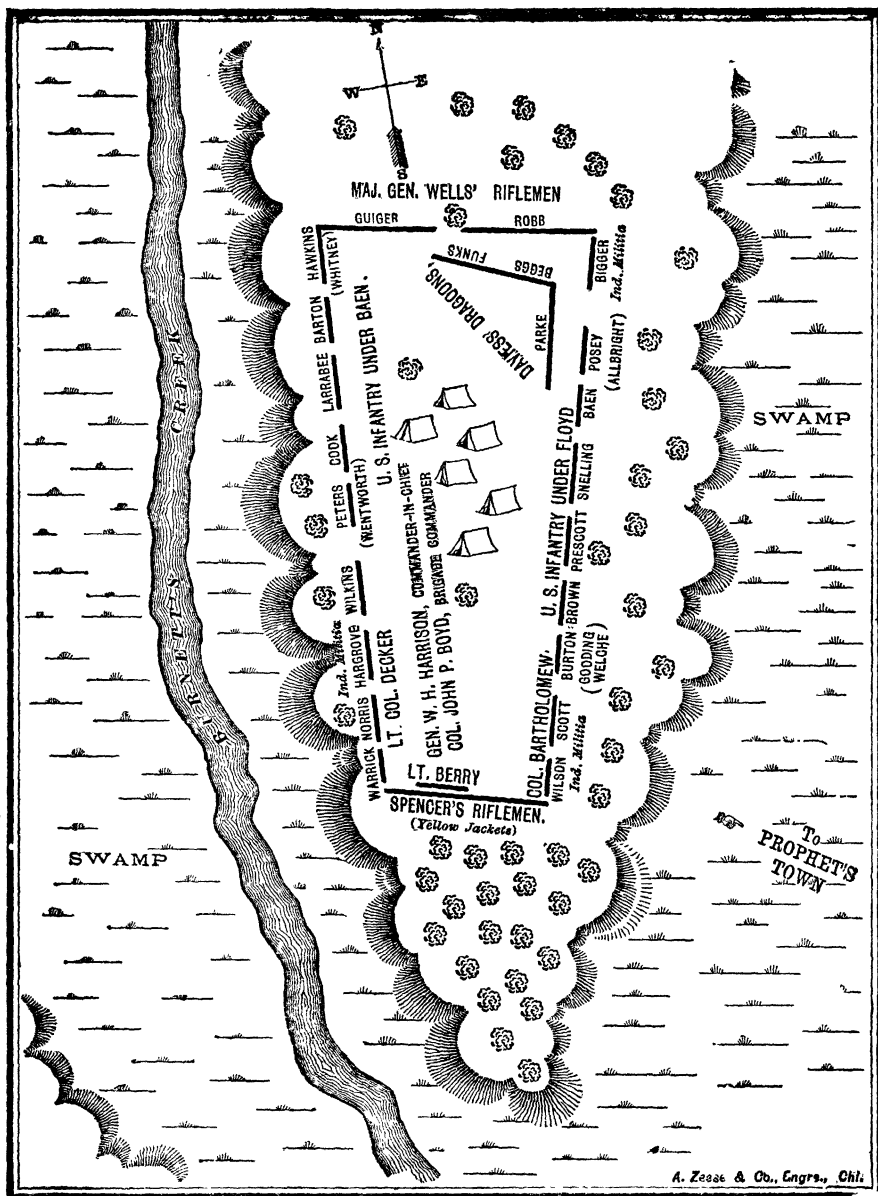 N
W E
S
MAJ. GEN. WELLS' RIFLEMEN
GUIGER ROBB
HAWKINS
(WHITNEY)
BARTON
LARRABEE
COOK
PETERS
(WENTWORTH)
WILKINS
HARGROVE
Ind. Militia
NORRIS
WARRICK
U. S. INFANTRY UNDER BAEN.
LT. COL. DECKER
FUNKS
BEGGS
PARKE
DAVIESS' DRAGOONS,
BIGGER
Ind. Militia
POSEY
(ALLBRIGHT)
BAEN
SNELLING
PRESCOTT
BROWN
BURTON
(GOODING
WELCHE)
SCOTT
WILSON
Ind. Militia
U. S. INFANTRY UNDER FLOYD
COL. BARTHOLOMEW.
GEN. W. H. HARRISON, COMMANDER-IN-CHIEF
COL. JOHN P. BOYD, BRIGADE COMMANDER
LT. BERRY
SPENCER'S RIFLEMEN.
(Yellow Jackets)
BURNETTS CREEK
SWAMP
SWAMP
To
PROPHET'S
TOWN
A. Zeese & Co., Engrs., Chi.